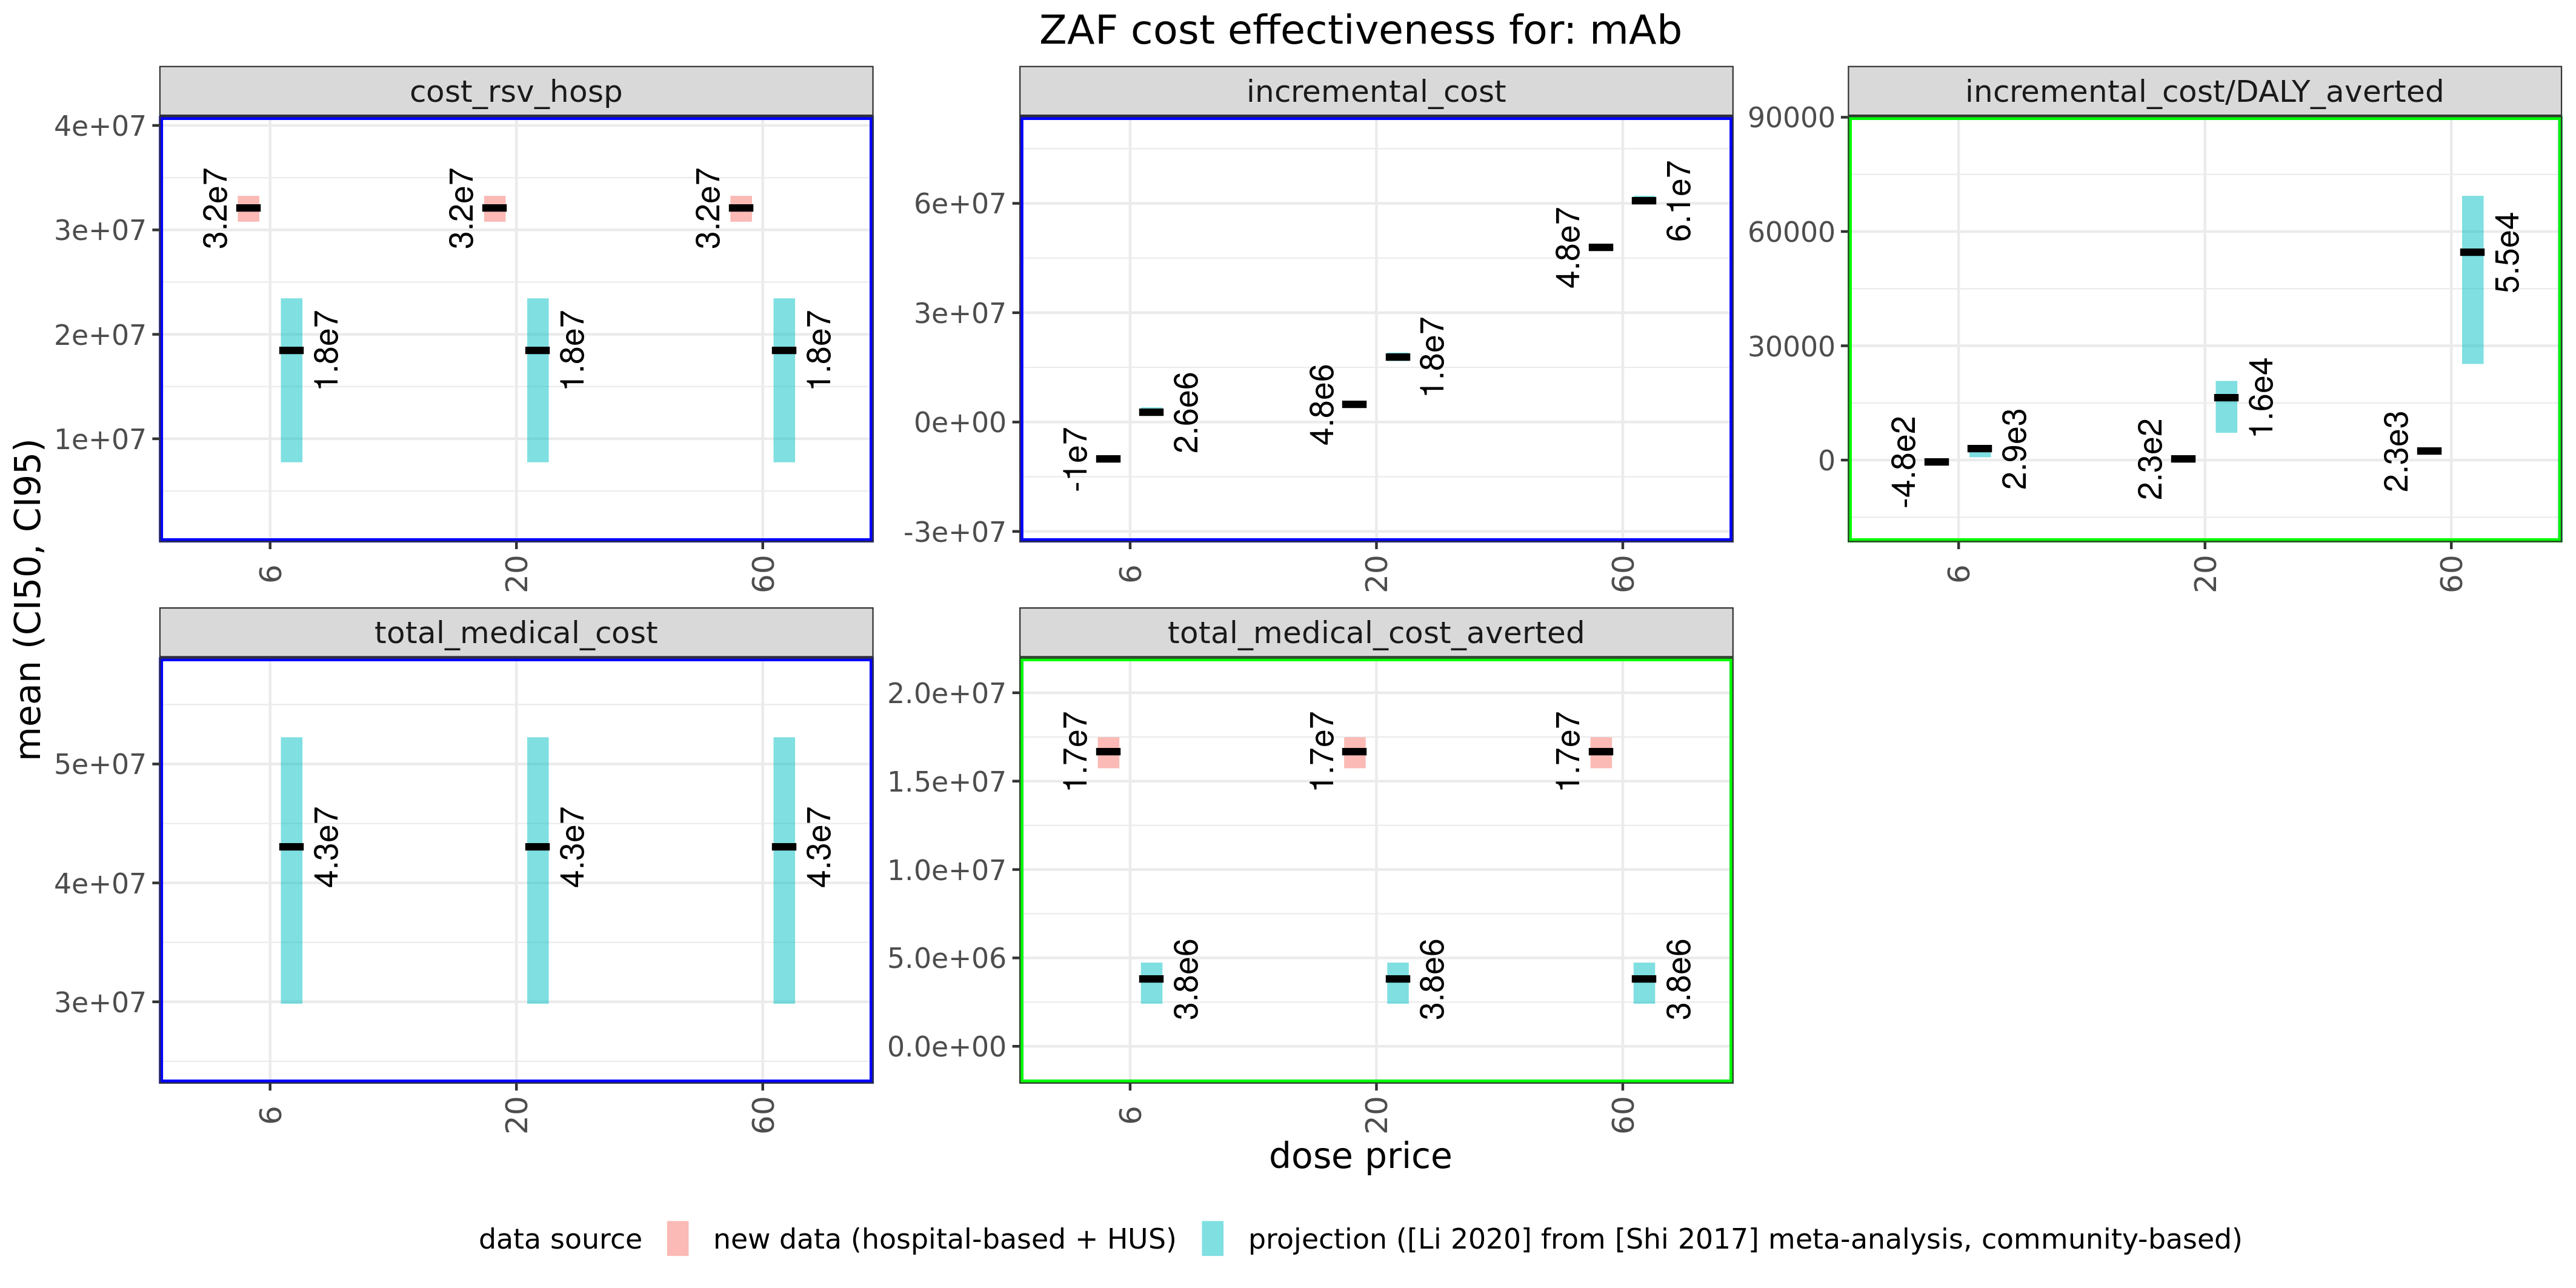 ZAF cost effectiveness for: mAb
mean (CI50, CI95)
cost_rsv_hosp
4e+07
3e+07
2e+07
1e+07
3.2e7
1.8e7
3.2e7
1.8e7
3.2e7
1.8e7
6
20
60
incremental_cost
6e+07
3e+07
0e+00
-3e+07
-1e7
2.6e6
4.8e6
1.8e7
4.8e7
6.1e7
6
20
60
incremental_cost/DALY_averted
90000
60000
30000
0
-4.8e2
2.9e3
2.3e2
1.6e4
2.3e3
5.5e4
6
20
60
total_medical_cost
5e+07
4e+07
3e+07
4.3e7
4.3e7
4.3e7
6
20
60
total_medical_cost_averted
2.0e+07
1.5e+07
1.0e+07
5.0e+06
0.0e+00
1.7e7
3.8e6
1.7e7
3.8e6
1.7e7
3.8e6
6
20
60
dose price
data source
new data (hospital-based + HUS)
projection ([Li 2020] from [Shi 2017] meta-analysis, community-based)